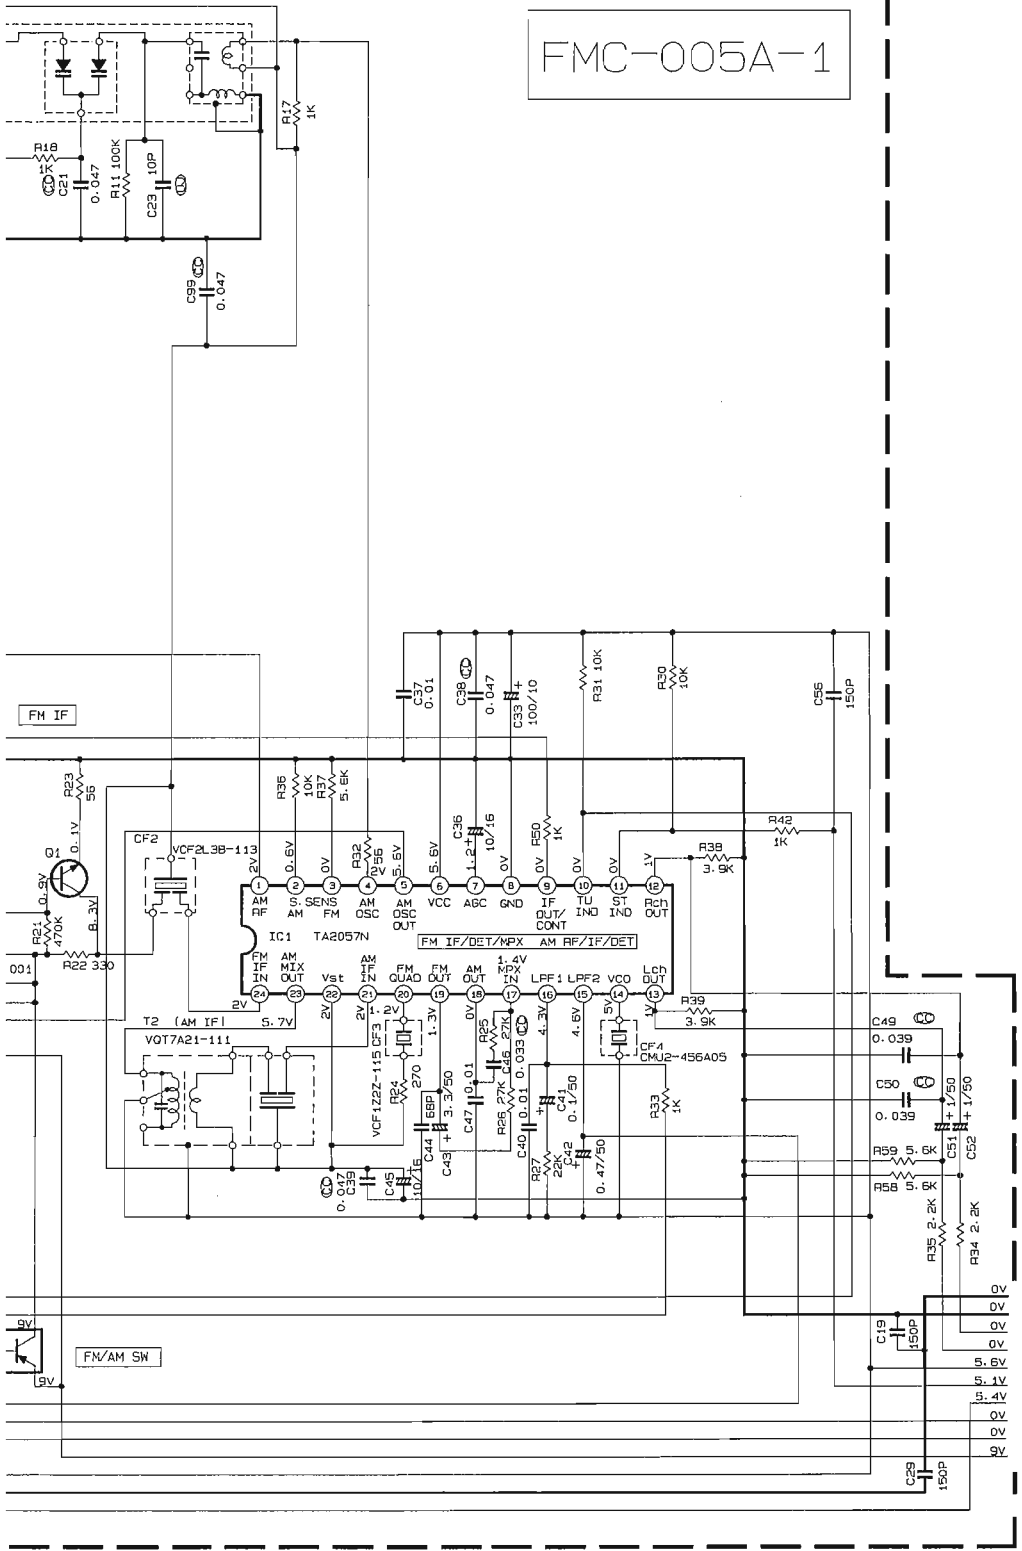 FMC-005A-1
R17
1K
R18
1K
C21
0.047
R11 100K
10P
C23
C99
0.047
FM IF
R23
56
Q1
0.1V
0.9V
8.3V
R21
470K
R22 330
001
CF2
VCF2L3B-113
C37
0.01
C38
0.047
C33
+
100/10
R31 10K
R30
10K
C56
150P
R36
10K
R37
5.6K
R32
56
C36
10/16
+
R50
1K
R42
1K
R38
3.9K
2V
0.6V
0V
2V
5.6V
5.6V
1.2
0V
0V
0V
0V
1V
1 2 3 4 5 6 7 8 9 10 11 12
AM RF
S. SENS
AM FM
AM OSC
AM OSC OUT
VCC
AGC
GND
IF OUT/ CONT
TU IND
ST IND
Rch OUT
IC1 TA2057N
FM IF/DET/MPX AM RF/IF/DET
FM IF IN
AM MIX OUT
Vst
AM IF IN
FM QUAD
FM OUT
AM OUT
1.4V
MPX IN
LPF1
LPF2
VCO
Lch OUT
24 23 22 21 20 19 18 17 16 15 14 13
2V
5.7V
2V
2V
1.2V
1.3V
0V
4.3V
4.6V
5V
1V
R39
3.9K
T2 (AM IF)
VQT7A21-111
CF3
VCF1Z2Z-115
R24
270
CF4
CMU2-456A05
R25
27K
C46
0.033
C47 0.01
R26 27K
C44 68P
C43
+
3.3/50
C40 0.01
C41
+
0.1/50
R27
22K
C42
+
0.47/50
R33
1K
0.047
C39
C45
+
10/16
C49
0.039
C50
0.039
C51
+ 1/50
C52
+ 1/50
R59 5.6K
R58 5.6K
R35 2.2K
R34 2.2K
9V
FM/AM SW
9V
C19
150P
0V
0V
0V
0V
5.6V
5.1V
5.4V
0V
0V
9V
C29
150P